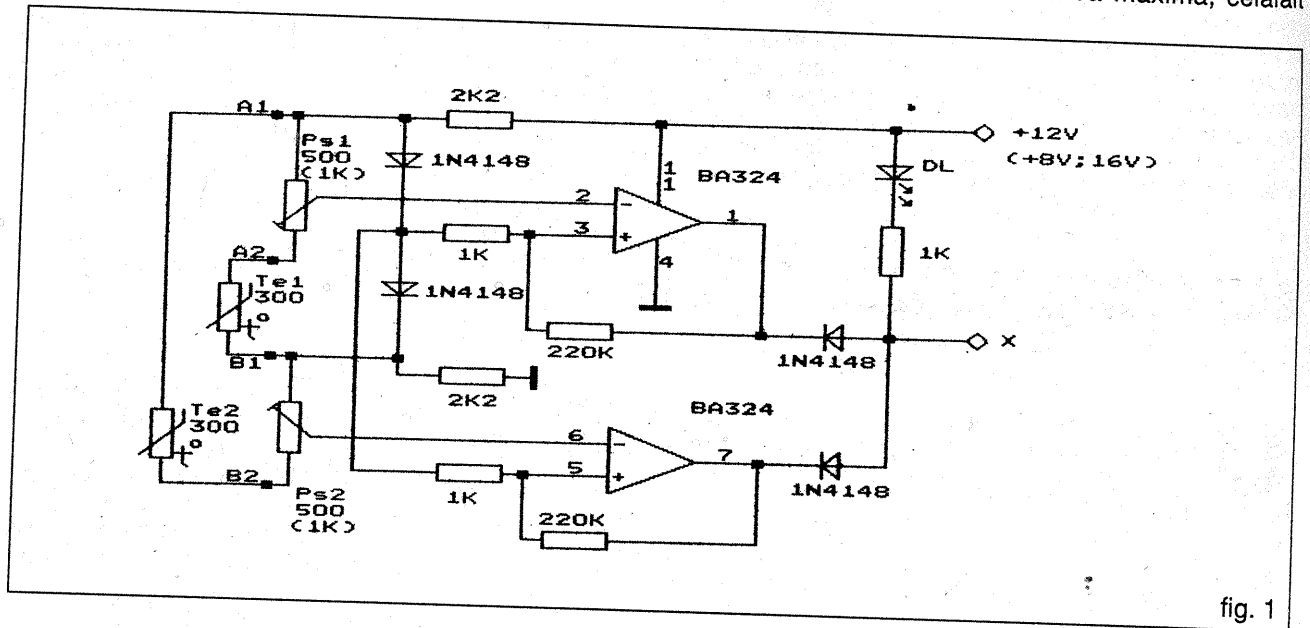 2K2
A1
+12V
(+8V;16V)
Ps1
500
(1K)
1N4148
1
1
BA324
DL
2
1
3
1K
1K
4
A2
Te1
300
t°
1N4148
220K
1N4148
X
B1
2K2
BA324
Te2
300
t°
6
7
5
B2
1K
1N4148
Ps2
500
(1K)
220K
fig. 1